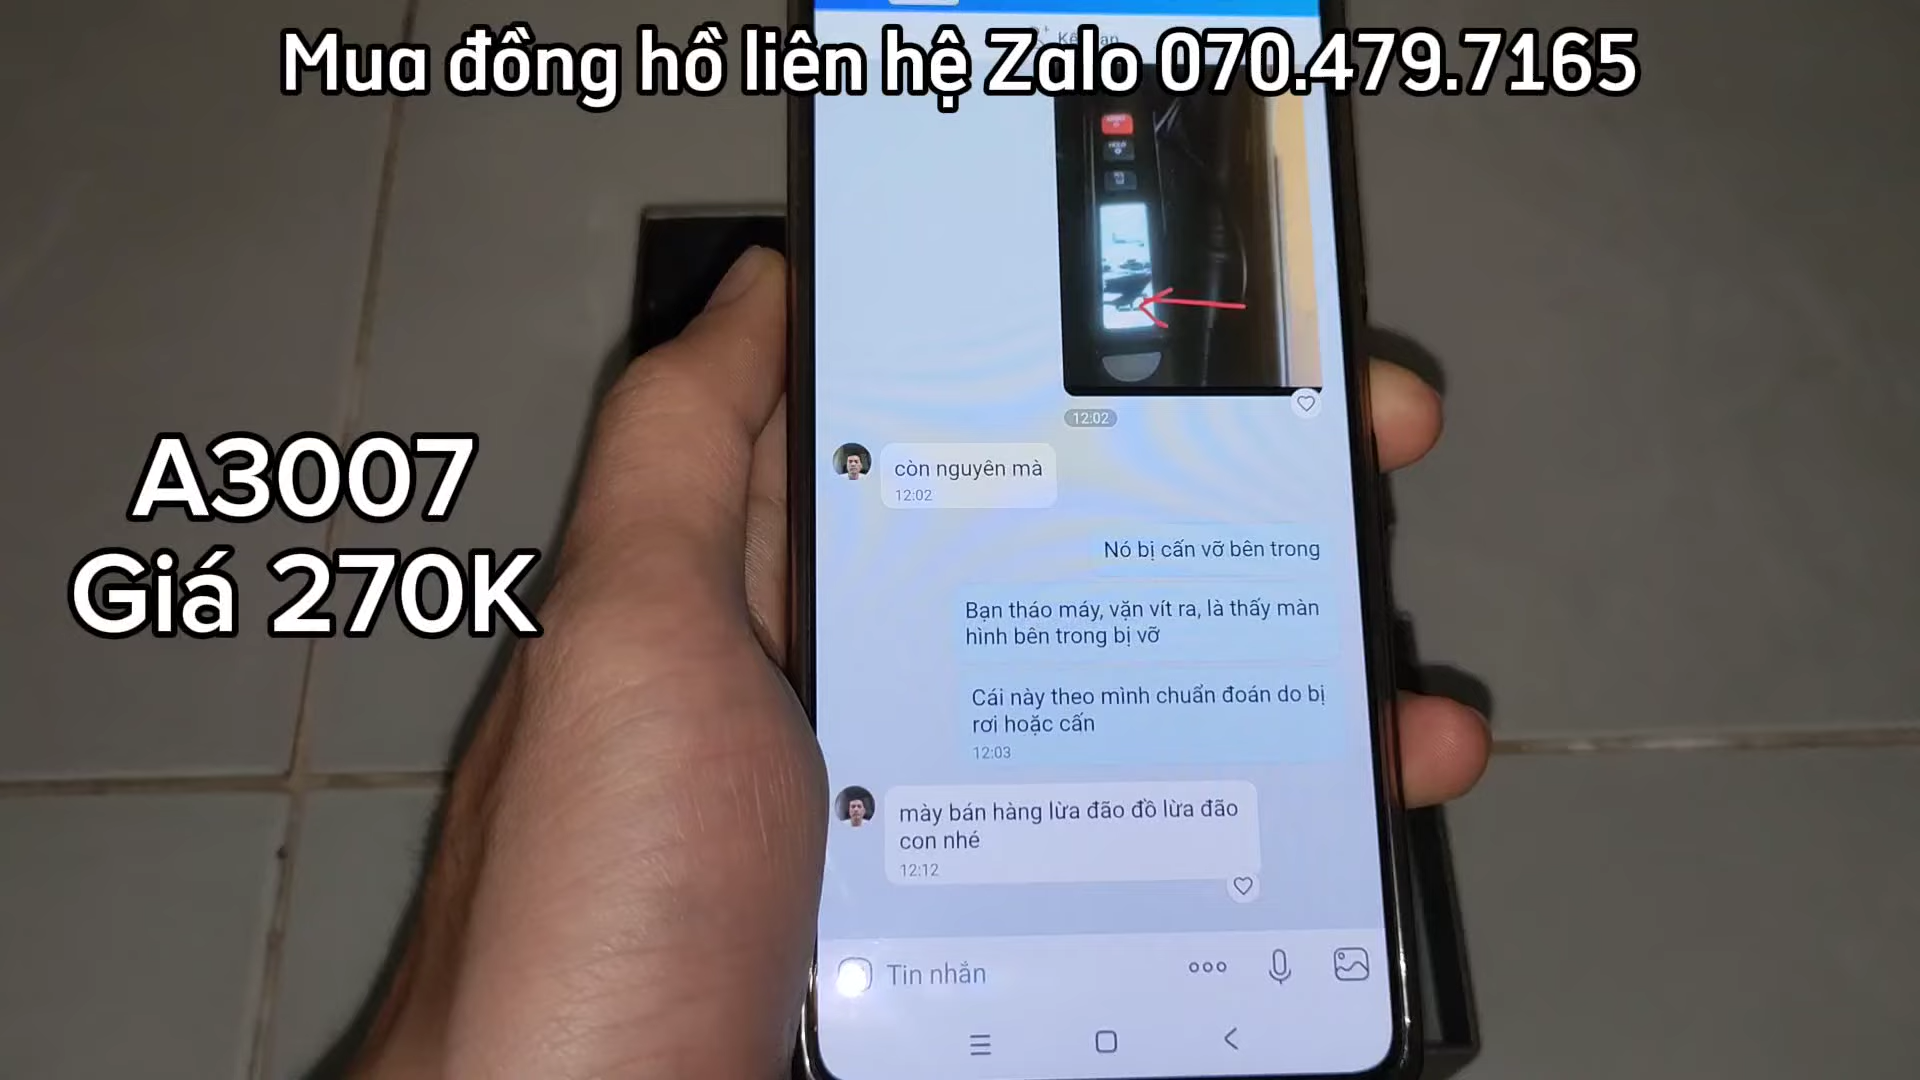 Mua đồng hồ liên hệ Zalo 070.479.7165
A3007
Giá 270K
HOLD
12:02
còn nguyên mà
12:02
Nó bị cấn vỡ bên trong
Bạn tháo máy, vặn vít ra, là thấy màn
hình bên trong bị vỡ
Cái này theo mình chuẩn đoán do bị
rơi hoặc cấn
12:03
mày bán hàng lừa đão đồ lừa đão
con nhé
12:12
Tin nhắn